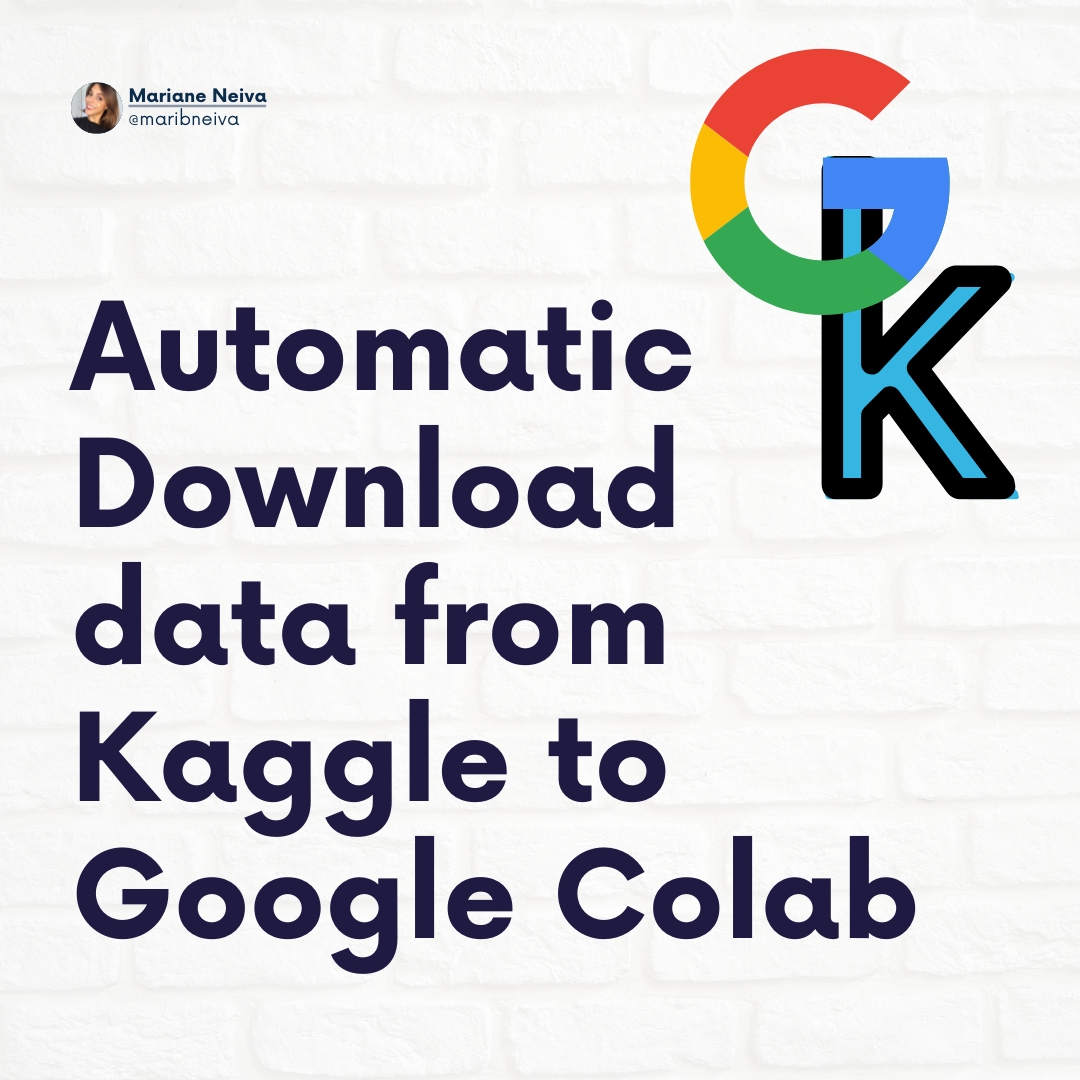 Mariane Neiva
@maribneiva
G
K
Automatic
Download
data from
Kaggle to
Google Colab